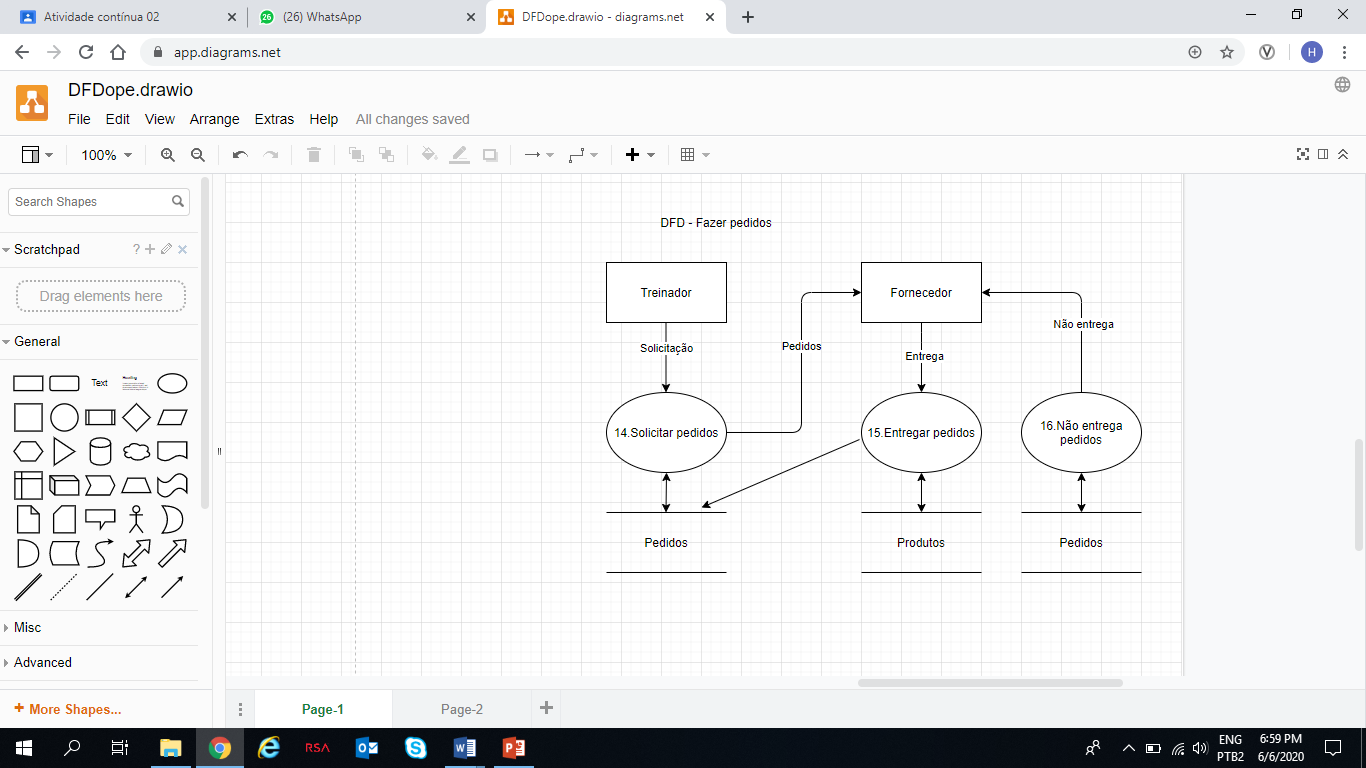 Atividade contínua 02
(26) WhatsApp
DFDope.drawio - diagrams.net
app.diagrams.net
H
DFDope.drawio
File Edit View Arrange Extras Help All changes saved
100%
Search Shapes
Scratchpad
Drag elements here
General
Text
Misc
Advanced
More Shapes...
DFD - Fazer pedidos
Treinador
Fornecedor
Solicitação
Pedidos
Entrega
Não entrega
14.Solicitar pedidos
15.Entregar pedidos
16.Não entrega
pedidos
Pedidos
Produtos
Pedidos
Page-1
Page-2
RSA
ENG
PTB2
6:59 PM
6/6/2020